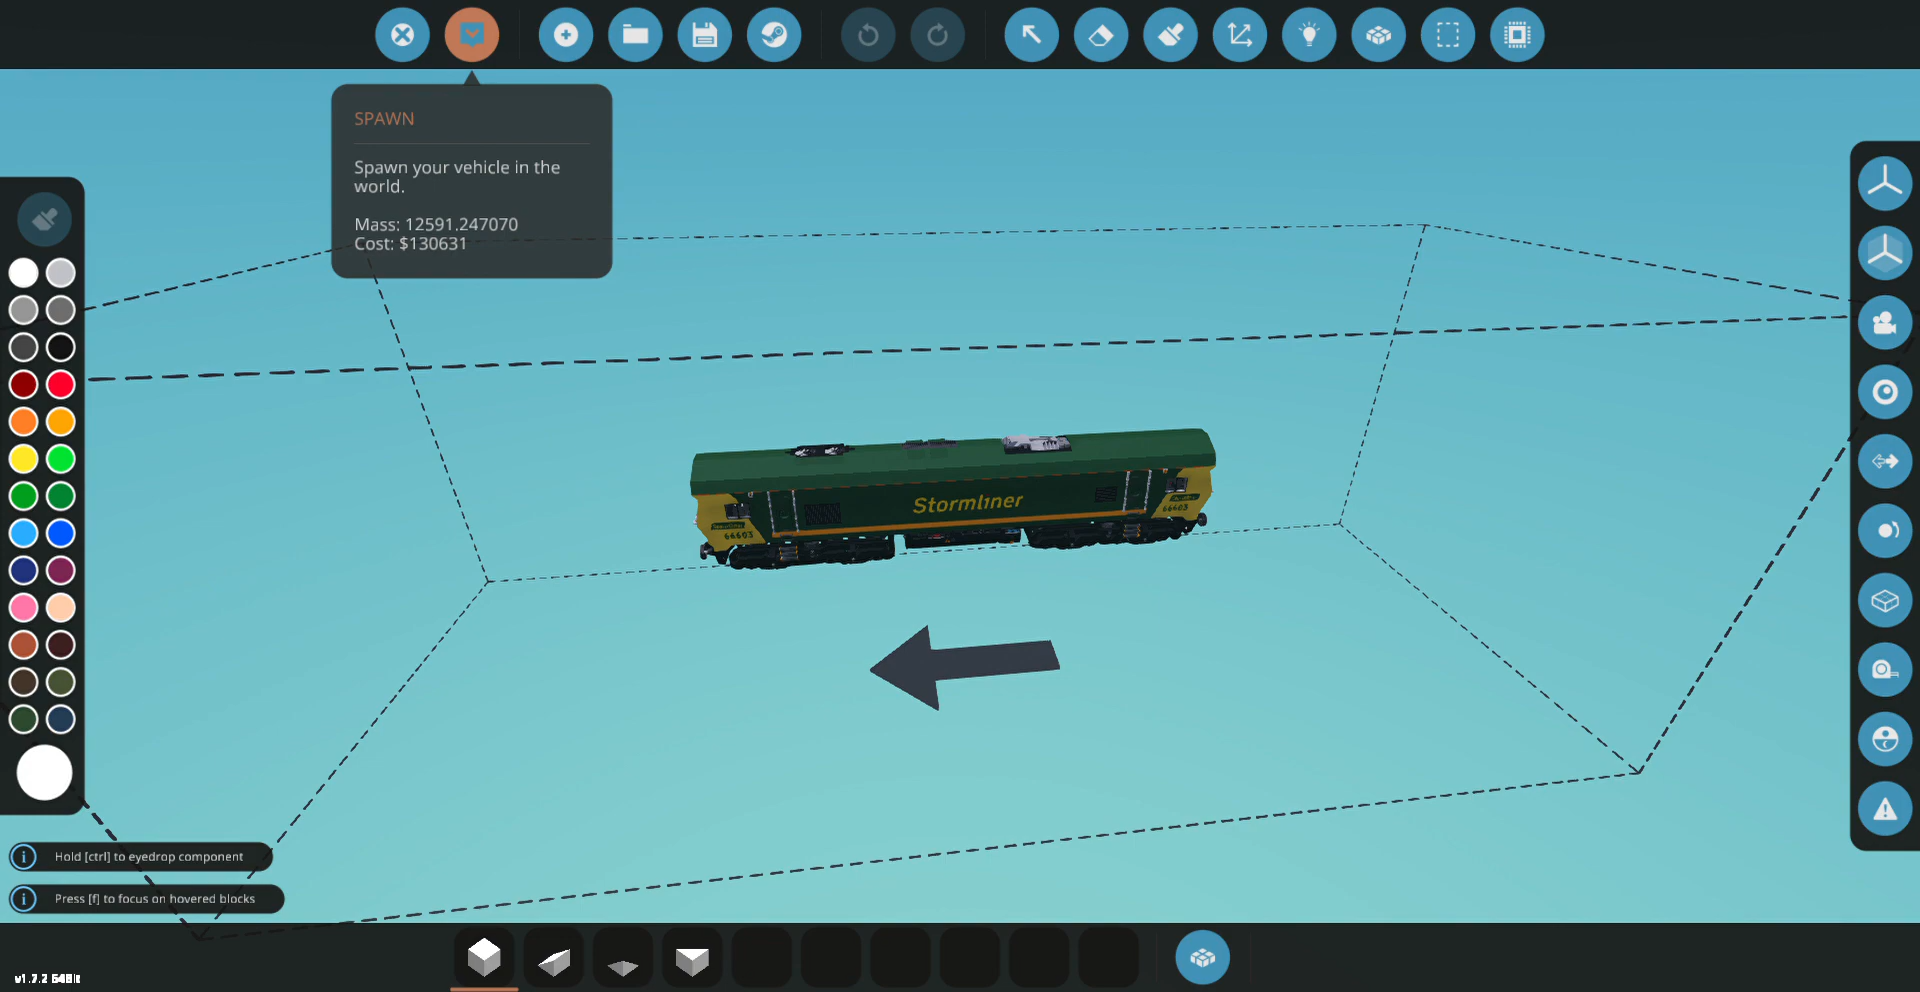 SPAWN
Spawn your vehicle in the
world.
Mass: 12591.247070
Cost: $130631
Stormliner
66603
66603
Hold [ctrl] to eyedrop component
Press [f] to focus on hovered blocks